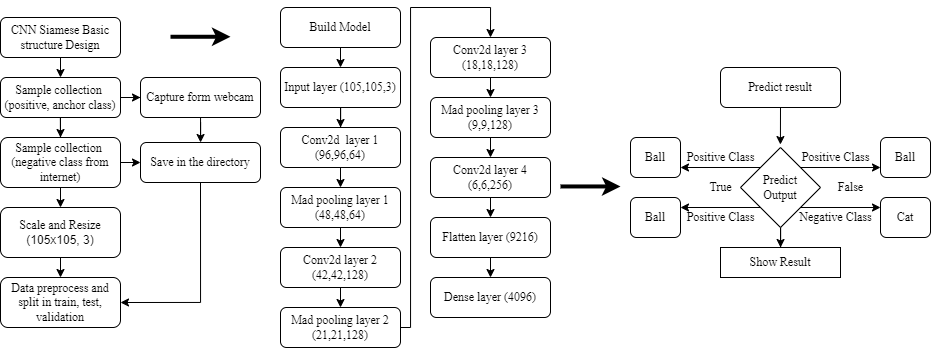 CNN Siamese Basic
structure Design
Sample collection
(positive, anchor class)
Capture form webcam
Sample collection
(negative class from
internet)
Save in the directory
Scale and Resize
(105x105, 3)
Data preprocess and
split in train, test,
validation
Build Model
Input layer (105,105,3)
Conv2d layer 1
(96,96,64)
Mad pooling layer 1
(48,48,64)
Conv2d layer 2
(42,42,128)
Mad pooling layer 2
(21,21,128)
Conv2d layer 3
(18,18,128)
Mad pooling layer 3
(9,9,128)
Conv2d layer 4
(6,6,256)
Flatten layer (9216)
Dense layer (4096)
Predict result
Ball
Positive Class
Positive Class
Ball
True
Predict
Output
False
Ball
Positive Class
Negative Class
Cat
Show Result